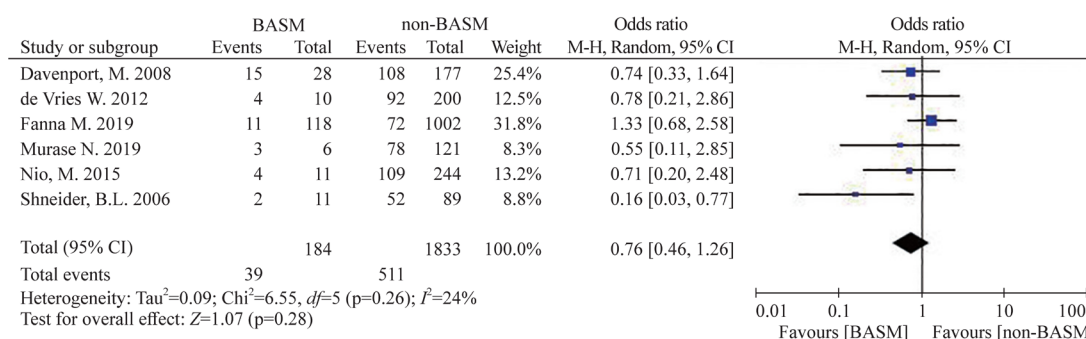 BASM non-BASM Odds ratio Odds ratio
Study or subgroup Events Total Events Total Weight M-H, Random, 95% CI M-H, Random, 95% CI
Davenport, M. 2008 15 28 108 177 25.4% 0.74 [0.33, 1.64]
de Vries W. 2012 4 10 92 200 12.5% 0.78 [0.21, 2.86]
Fanna M. 2019 11 118 72 1002 31.8% 1.33 [0.68, 2.58]
Murase N. 2019 3 6 78 121 8.3% 0.55 [0.11, 2.85]
Nio, M. 2015 4 11 109 244 13.2% 0.71 [0.20, 2.48]
Shneider, B.L. 2006 2 11 52 89 8.8% 0.16 [0.03, 0.77]
Total (95% CI) 184 1833 100.0% 0.76 [0.46, 1.26]
Total events 39 511
Heterogeneity: Tau²=0.09; Chi²=6.55, df=5 (p=0.26); I²=24%
Test for overall effect: Z=1.07 (p=0.28)
0.01 0.1 1 10 100
Favours [BASM] Favours [non-BASM